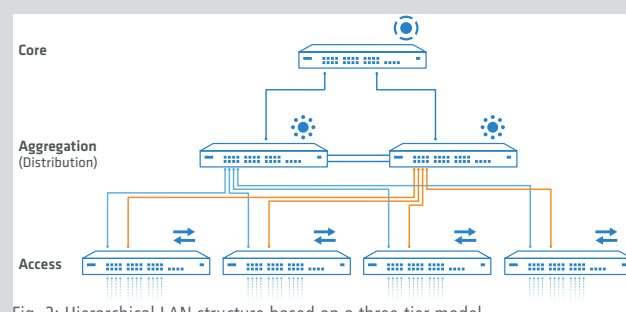 Core
Aggregation
(Distribution)
Access
Fig. 2: Hierarchical LAN structure based on a three-tier model